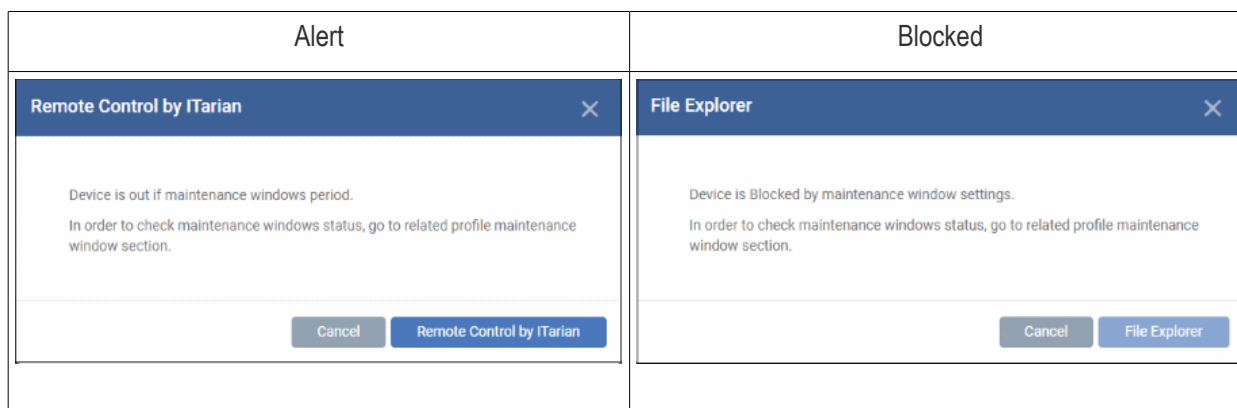 Alert
Blocked
Remote Control by ITarian
File Explorer
Device is out if maintenance windows period.
In order to check maintenance windows status, go to related profile maintenance
window section.
Device is Blocked by maintenance window settings.
In order to check maintenance windows status, go to related profile maintenance
window section.
Cancel
Remote Control by ITarian
Cancel
File Explorer